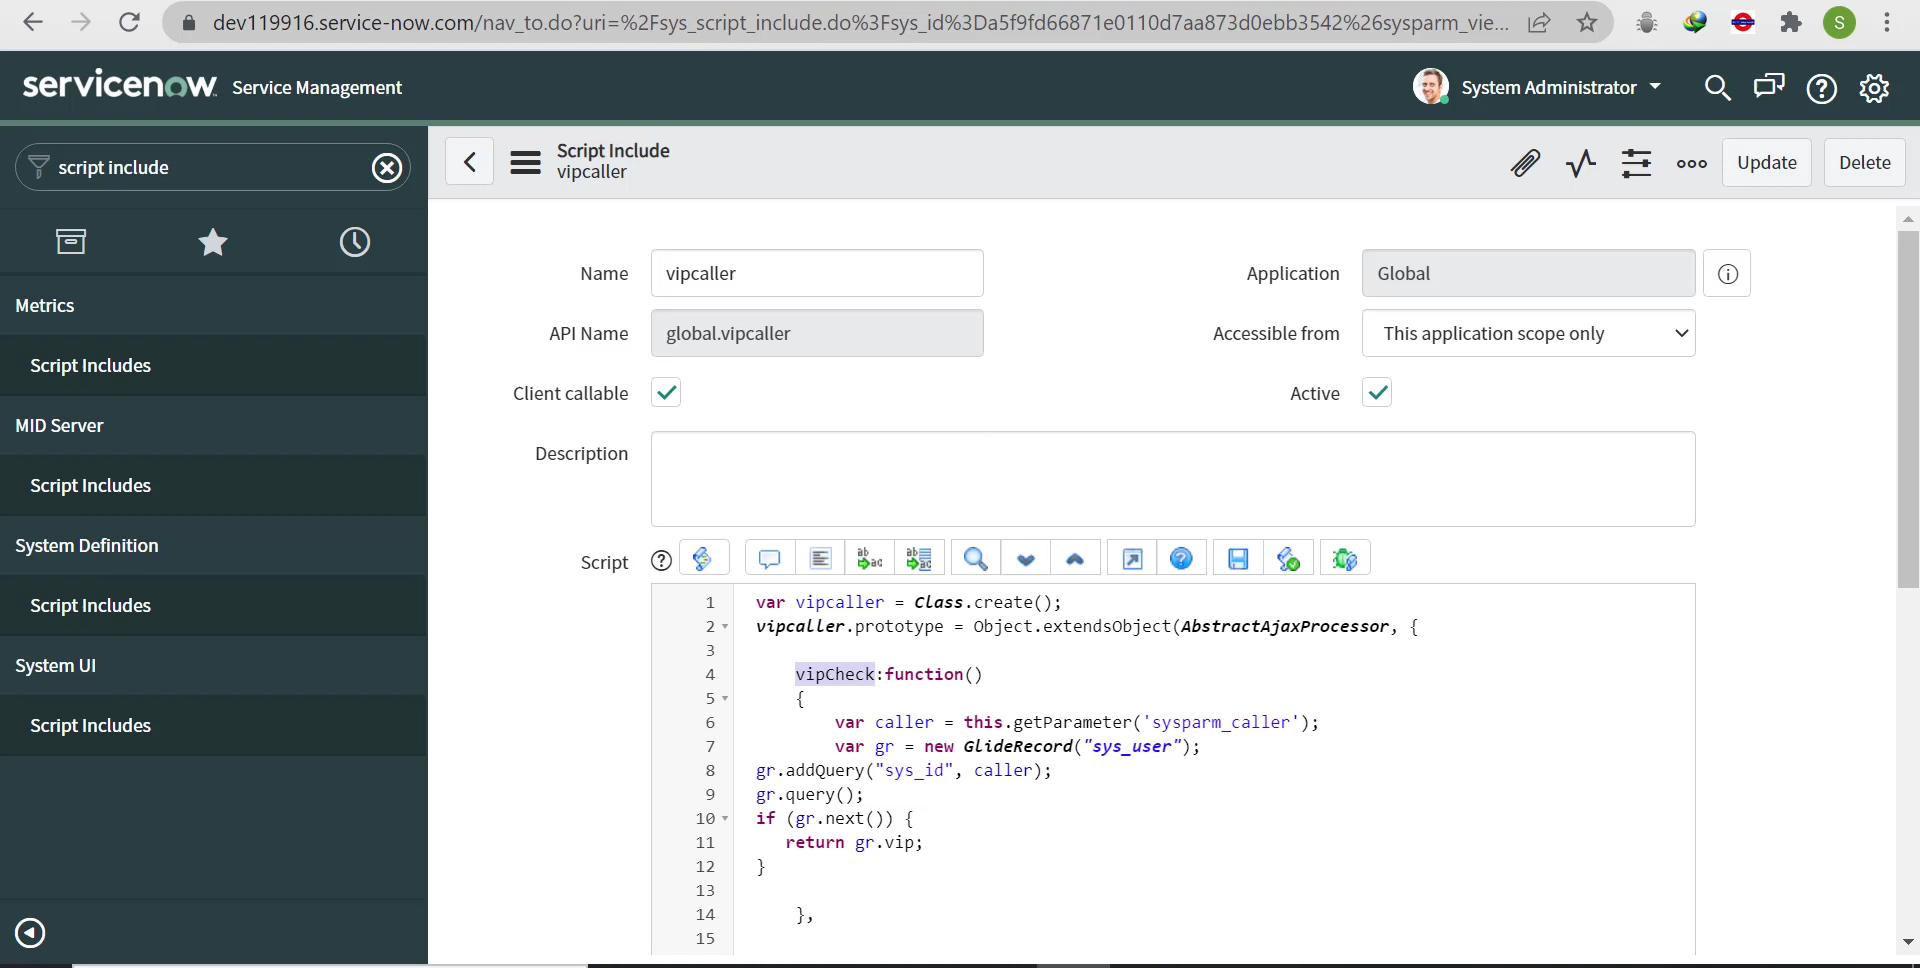 dev119916.service-now.com/nav_to.do?uri=%2Fsys_script_include.do%3Fsys_id%3Da5f9fd66871e0110d7aa873d0ebb3542%26sysparm_vie...
S
servicenow Service Management
System Administrator
script include
Script Include
vipcaller
Update
Delete
Metrics
Script Includes
MID Server
Script Includes
System Definition
Script Includes
System UI
Script Includes
Name
vipcaller
Application
Global
API Name
global.vipcaller
Accessible from
This application scope only
Client callable
Active
Description
Script
1 var vipcaller = Class.create();
2 vipcaller.prototype = Object.extendsObject(AbstractAjaxProcessor, {
3
4 vipCheck:function()
5 {
6 var caller = this.getParameter('sysparm_caller');
7 var gr = new GlideRecord("sys_user");
8 gr.addQuery("sys_id", caller);
9 gr.query();
10 if (gr.next()) {
11 return gr.vip;
12 }
13
14 },
15